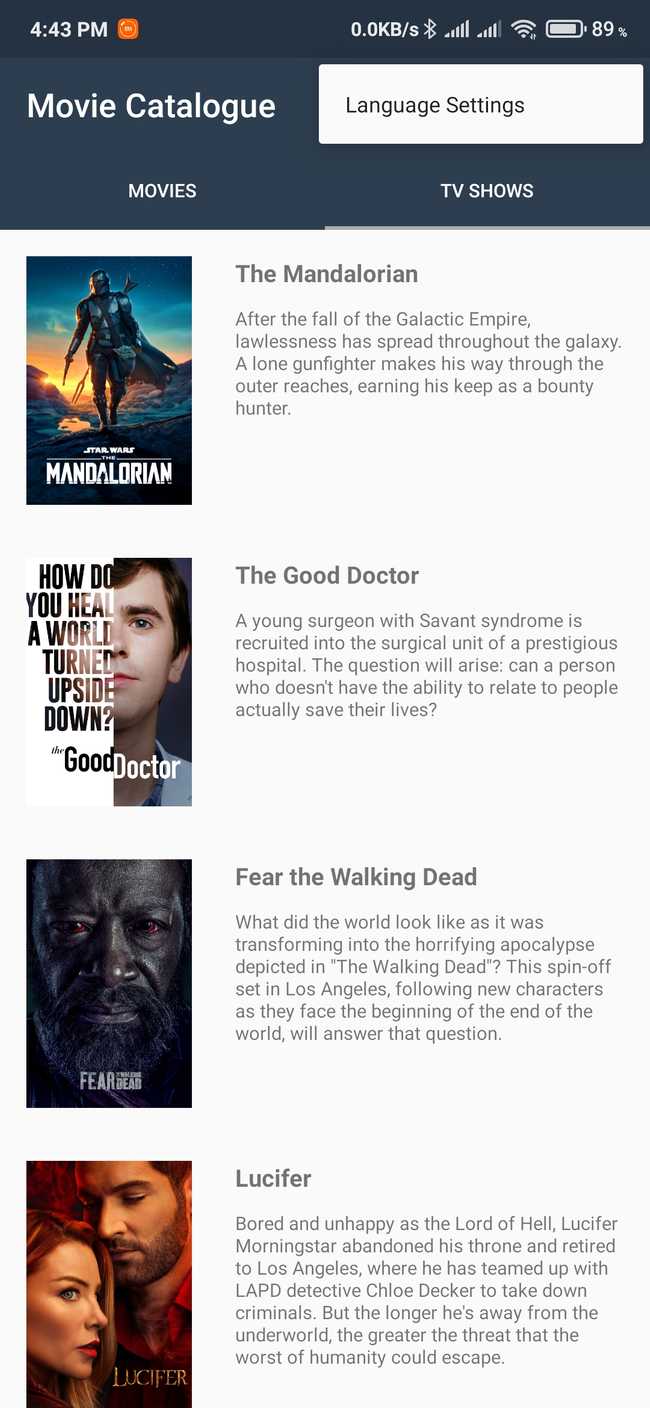 4:43 PM
0.0KB/s
89 %
Movie Catalogue
Language Settings
MOVIES
TV SHOWS
STAR WARS
THE
MANDALORIAN
The Mandalorian
After the fall of the Galactic Empire,
lawlessness has spread throughout the galaxy.
A lone gunfighter makes his way through the
outer reaches, earning his keep as a bounty
hunter.
HOW DO
YOU HEAL
A WORLD
TURNED
UPSIDE
DOWN?
the Good Doctor
The Good Doctor
A young surgeon with Savant syndrome is
recruited into the surgical unit of a prestigious
hospital. The question will arise: can a person
who doesn't have the ability to relate to people
actually save their lives?
FEAR THE WALKING DEAD
Fear the Walking Dead
What did the world look like as it was
transforming into the horrifying apocalypse
depicted in "The Walking Dead"? This spin-off
set in Los Angeles, following new characters
as they face the beginning of the end of the
world, will answer that question.
LUCIFER
Lucifer
Bored and unhappy as the Lord of Hell, Lucifer
Morningstar abandoned his throne and retired
to Los Angeles, where he has teamed up with
LAPD detective Chloe Decker to take down
criminals. But the longer he's away from the
underworld, the greater the threat that the
worst of humanity could escape.